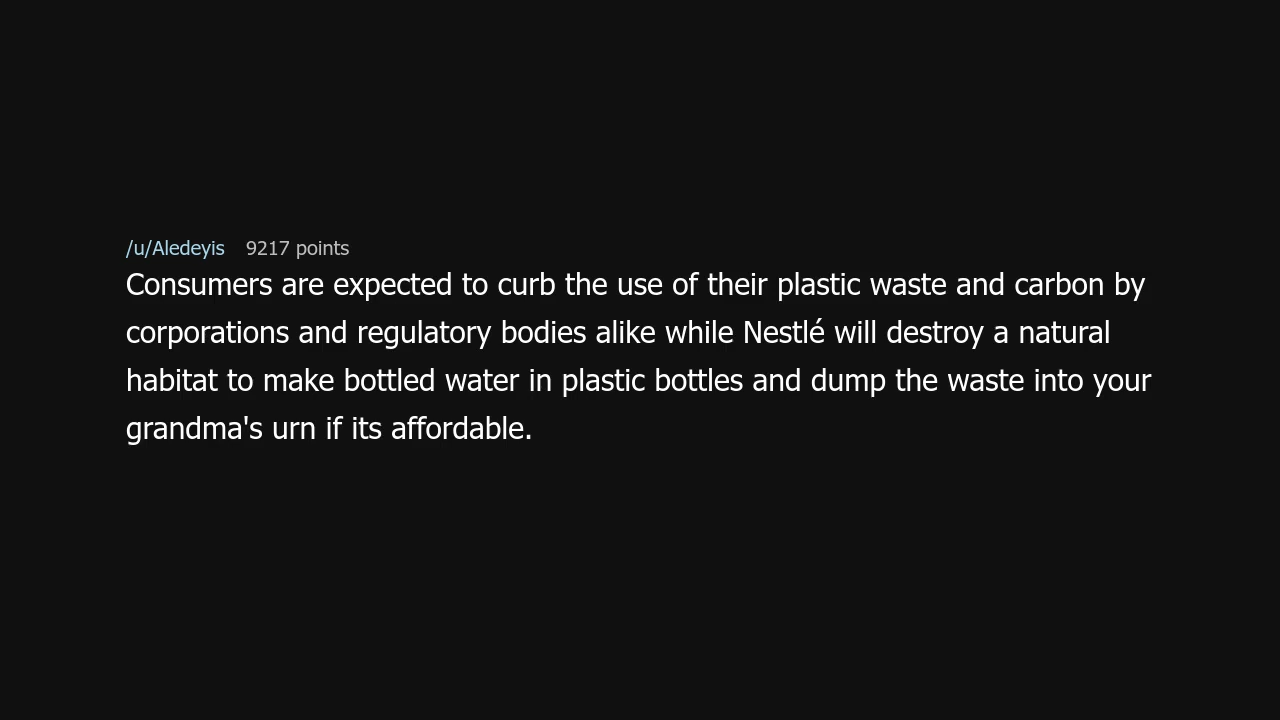 /u/Aledeyis 9217 points
Consumers are expected to curb the use of their plastic waste and carbon by
corporations and regulatory bodies alike while Nestlé will destroy a natural
habitat to make bottled water in plastic bottles and dump the waste into your
grandma's urn if its affordable.